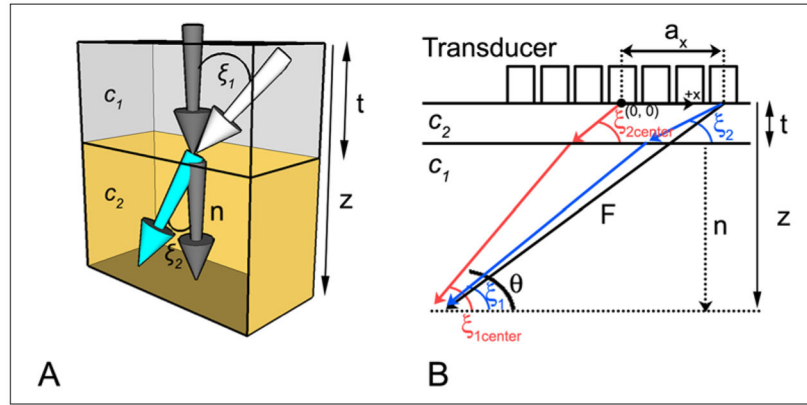 c₁
ξ₁
t
c₂
n
z
ξ₂
A
Transducer
aₓ
+x
(0, 0)
c₂
ξ₂center
ξ₂
t
c₁
F
n
z
θ
ξ₁
ξ₁center
B